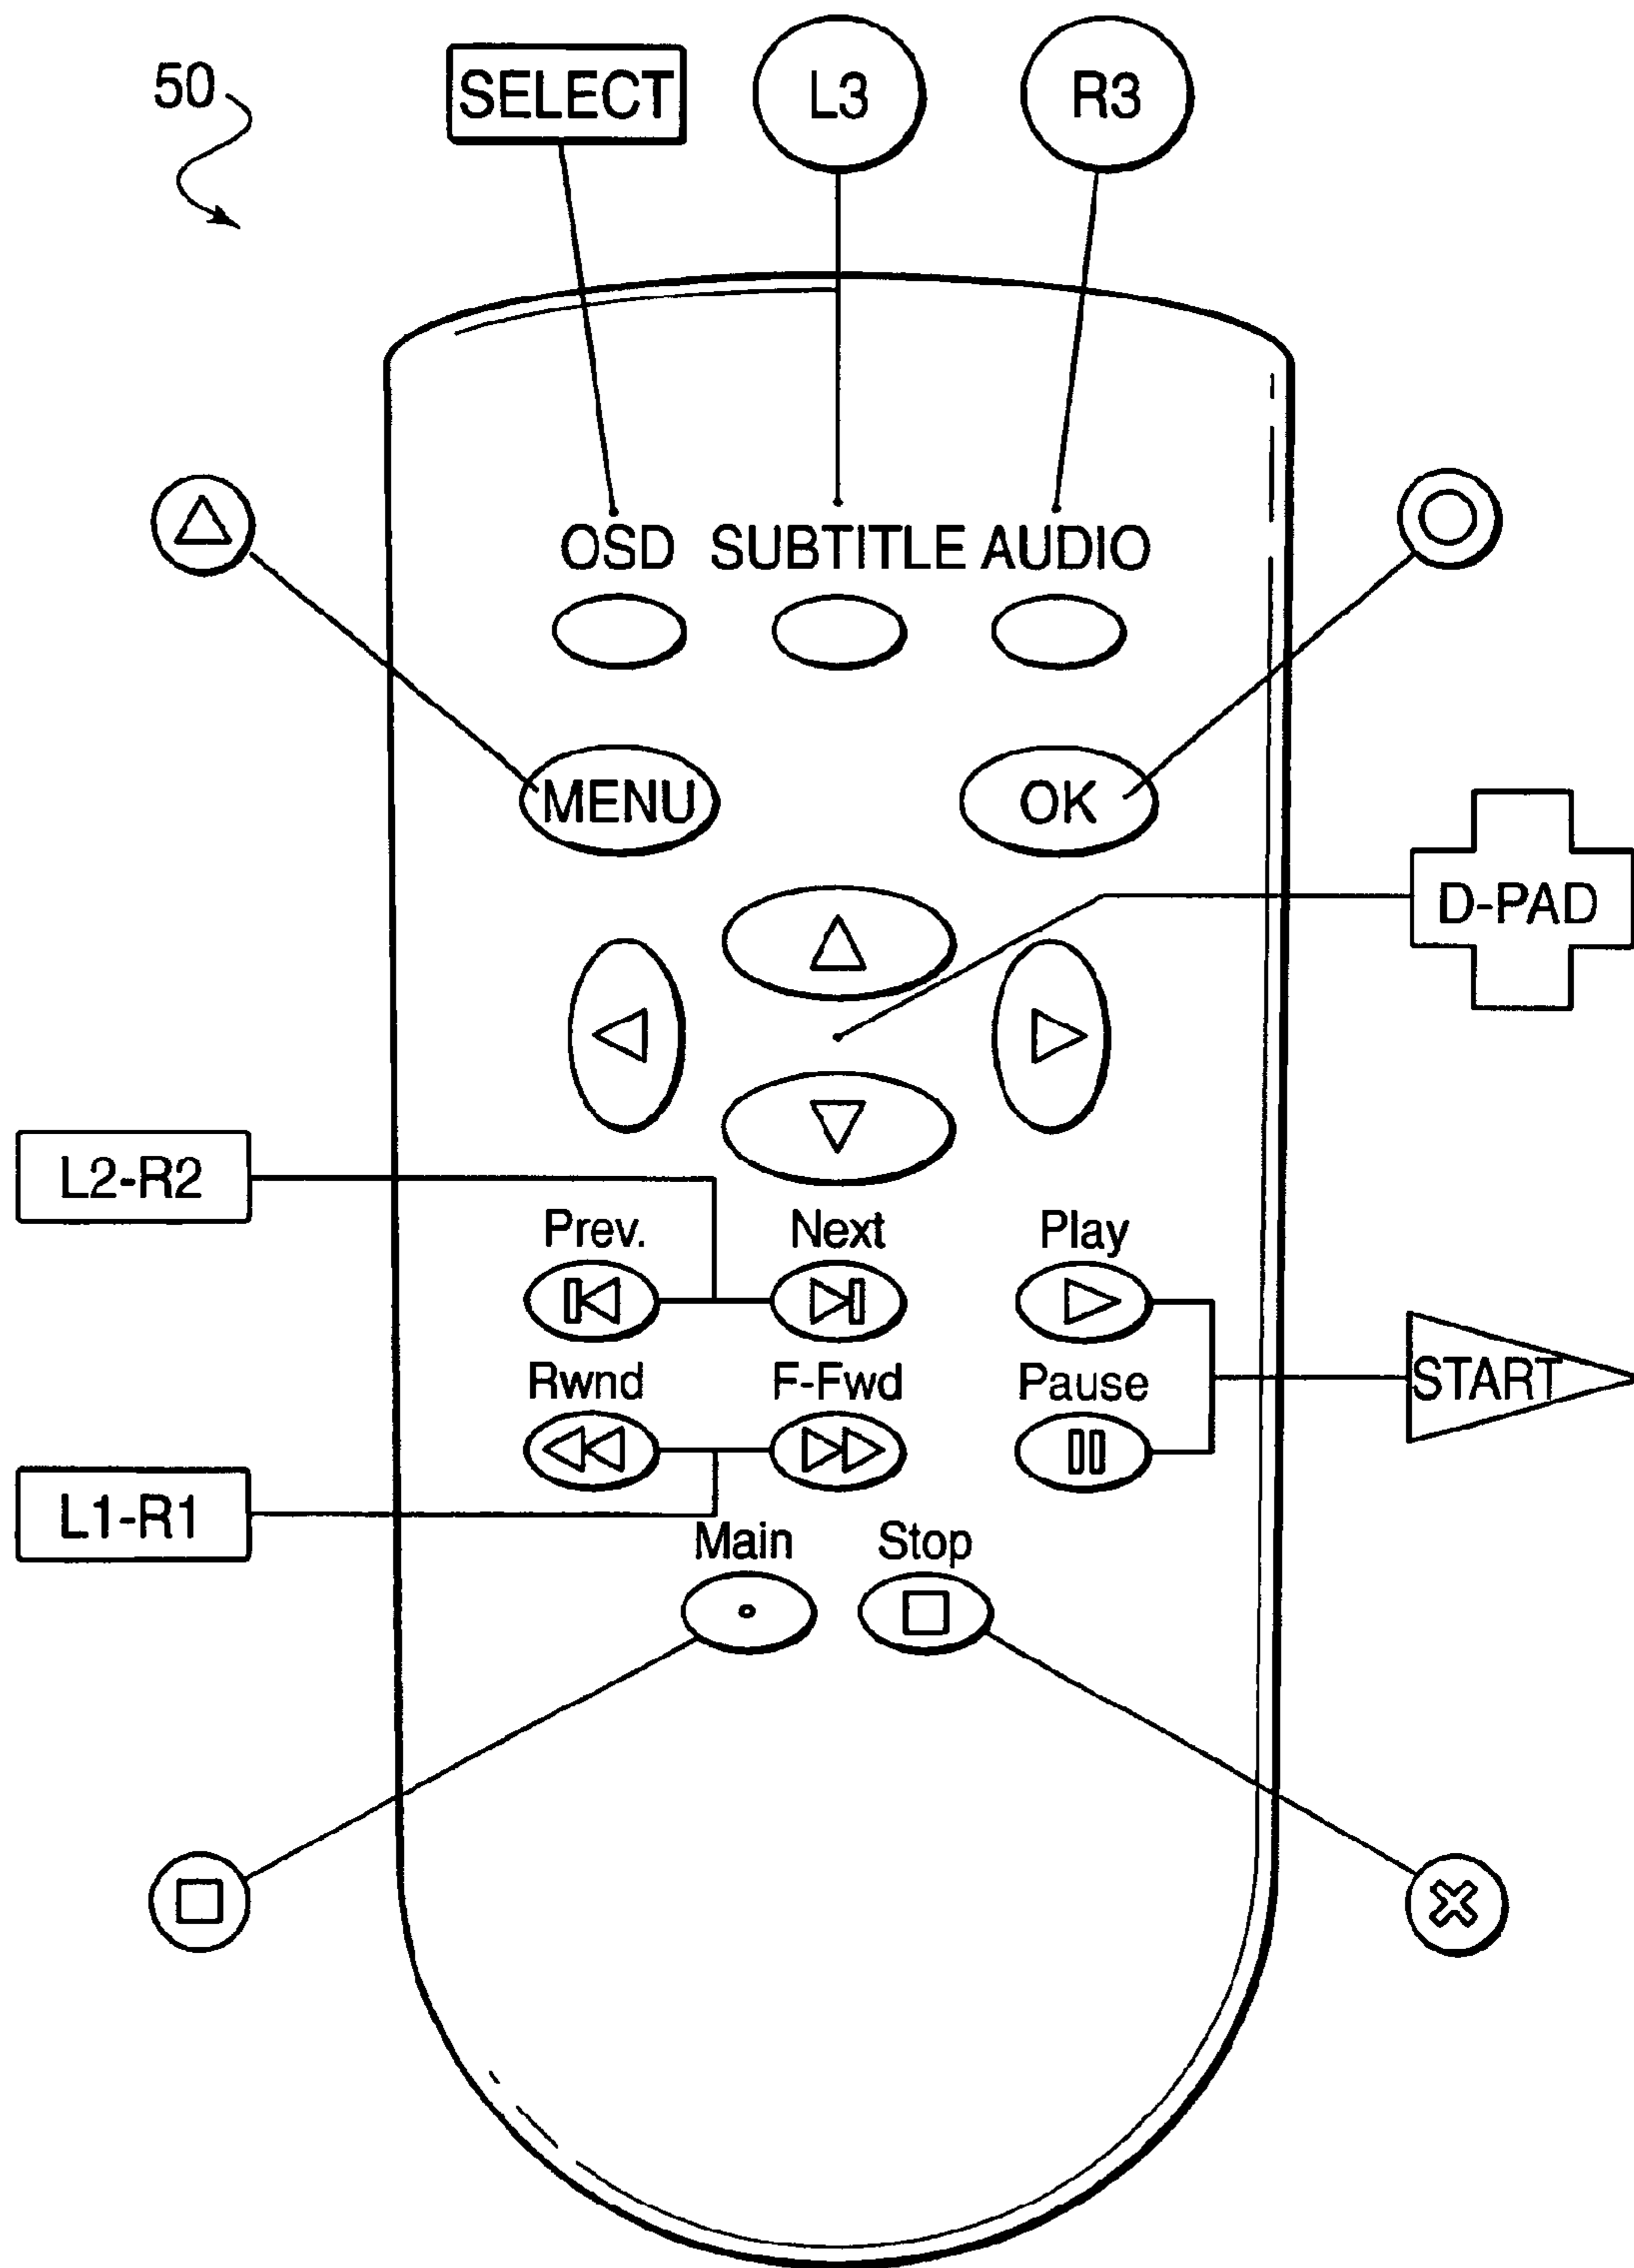 50
SELECT
L3
R3
OSD SUBTITLE AUDIO
MENU
OK
D-PAD
L2-R2
Prev. Next Play
Rwnd F-Fwd Pause
START
L1-R1
Main Stop